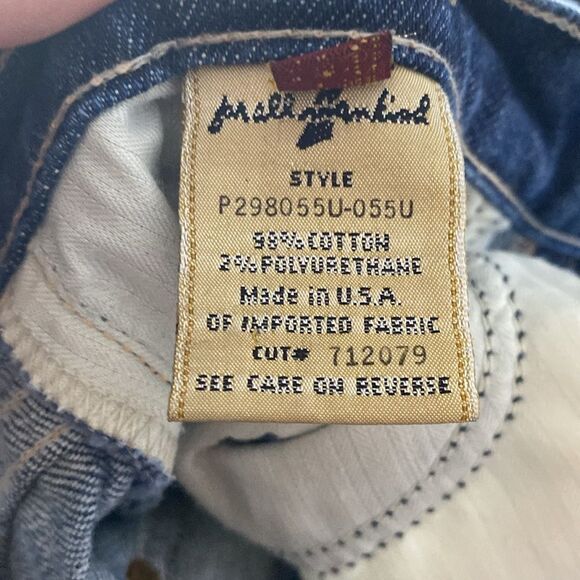 7 for all mankind
STYLE
P298055U-055U
98%COTTON
2%POLYURETHANE
Made in U.S.A.
OF IMPORTED FABRIC
CUT# 712079
SEE CARE ON REVERSE